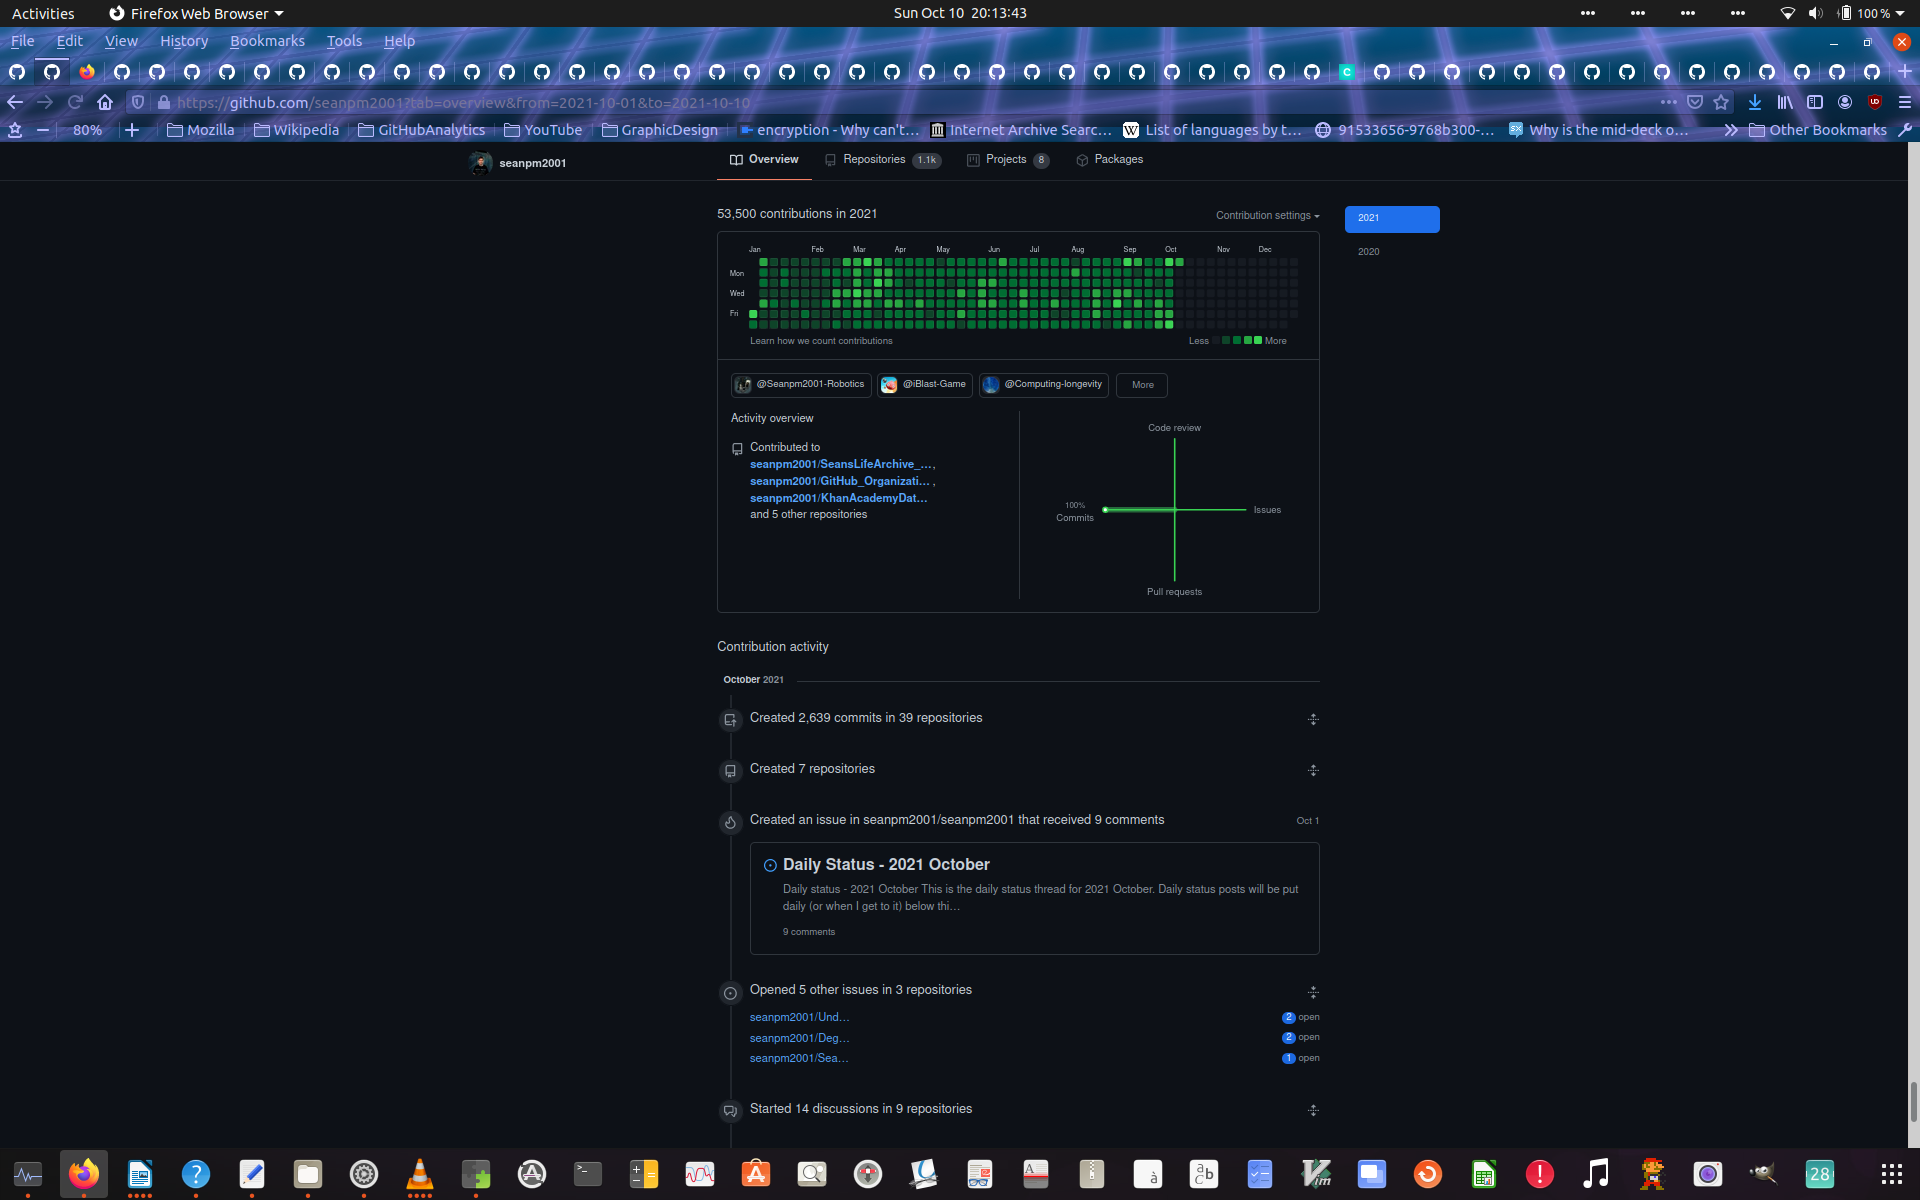 Activities
Firefox Web Browser
Sun Oct 10 20:13:43
100 %
File Edit View History Bookmarks Tools Help
https://github.com/seanpm2001?tab=overview&from=2021-10-01&to=2021-10-10
80%
Mozilla
Wikipedia
GitHubAnalytics
YouTube
GraphicDesign
encryption - Why can't…
Internet Archive Searc…
List of languages by t…
91533656-9768b300-…
Why is the mid-deck o…
Other Bookmarks
seanpm2001
Overview
Repositories 1.1k
Projects 8
Packages
53,500 contributions in 2021
Contribution settings
2021
2020
Jan Feb Mar Apr May Jun Jul Aug Sep Oct Nov Dec
Mon
Wed
Fri
Learn how we count contributions
Less
More
@Seanpm2001-Robotics
@iBlast-Game
@Computing-longevity
More
Activity overview
Contributed to
seanpm2001/SeansLifeArchive_…,
seanpm2001/GitHub_Organizati… ,
seanpm2001/KhanAcademyDat…
and 5 other repositories
Code review
100%
Commits
Issues
Pull requests
Contribution activity
October 2021
Created 2,639 commits in 39 repositories
Created 7 repositories
Created an issue in seanpm2001/seanpm2001 that received 9 comments
Oct 1
Daily Status - 2021 October
Daily status - 2021 October This is the daily status thread for 2021 October. Daily status posts will be put
daily (or when I get to it) below thi…
9 comments
Opened 5 other issues in 3 repositories
seanpm2001/Und…
2 open
seanpm2001/Deg…
2 open
seanpm2001/Sea…
1 open
Started 14 discussions in 9 repositories
28